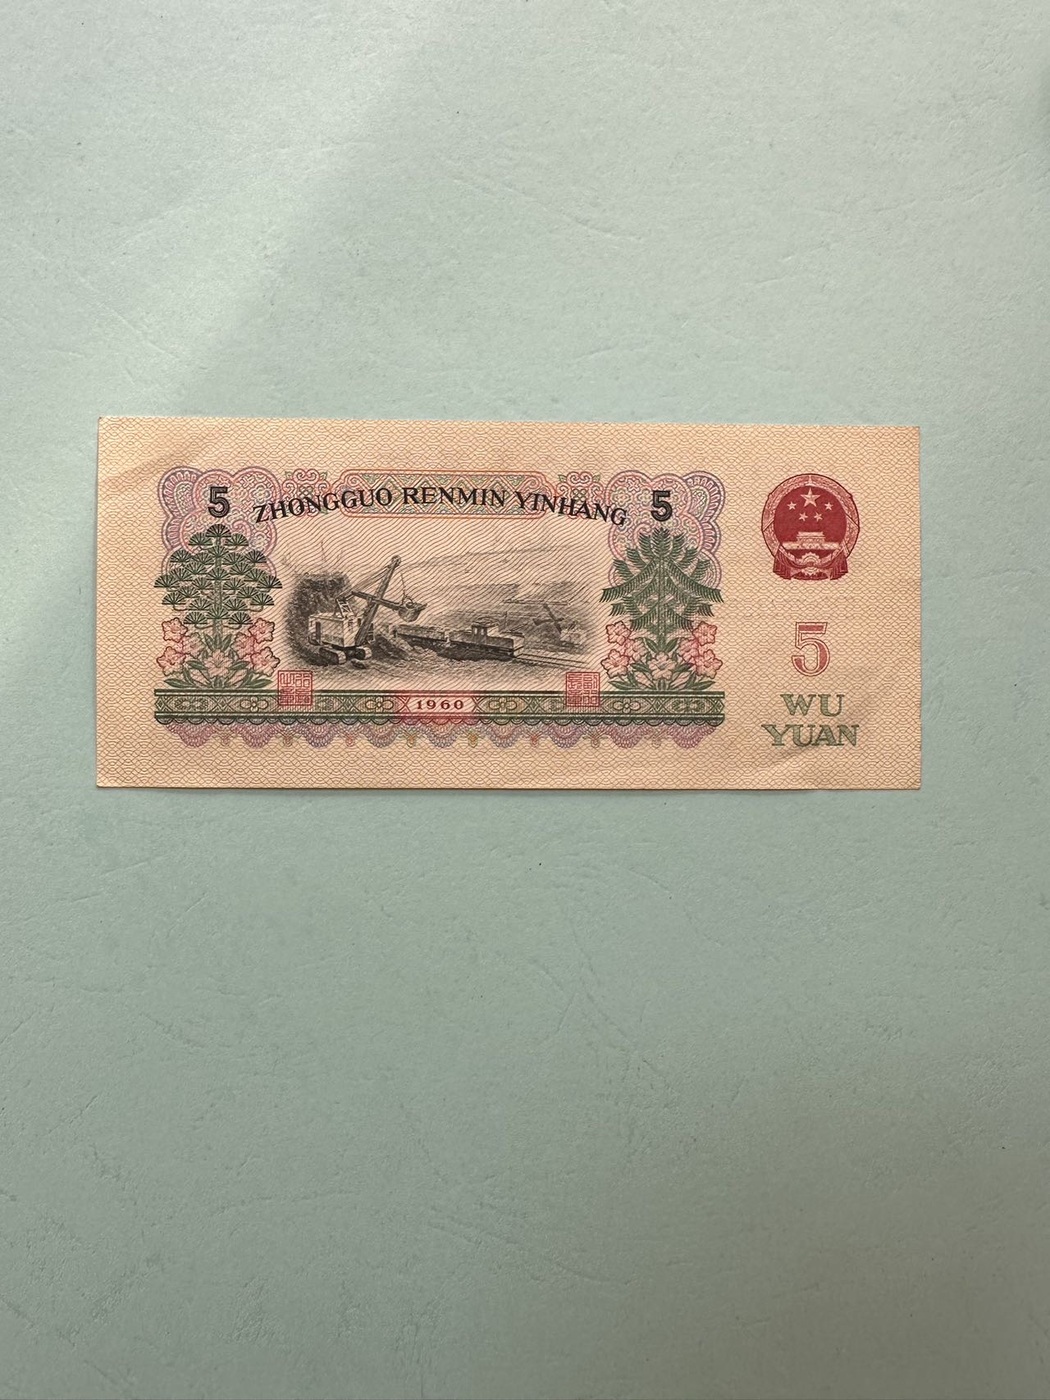 5 ZHONGGUO RENMIN YINHANG 5
1960
5
WU
YUAN